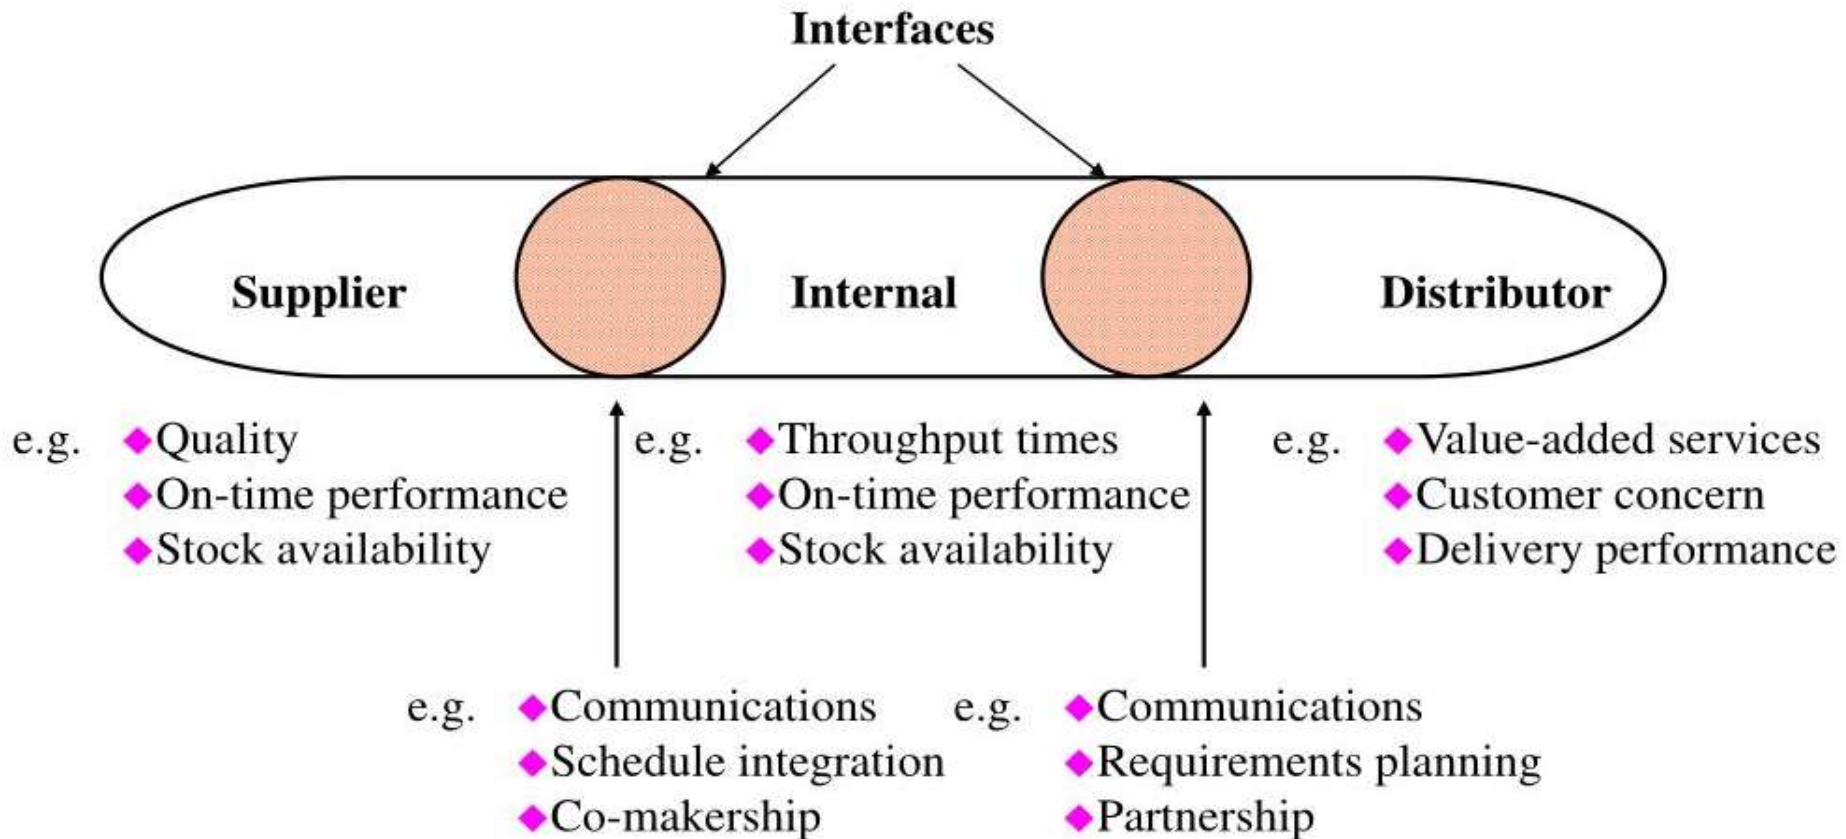 Interfaces
Supplier Internal Distributor
e.g. ◆Quality e.g. ◆Throughput times e.g. ◆Value-added services
◆On-time performance ◆On-time performance ◆Customer concern
◆Stock availability ◆Stock availability ◆Delivery performance
e.g. ◆Communications e.g. ◆Communications
◆Schedule integration ◆Requirements planning
◆Co-makership ◆Partnership